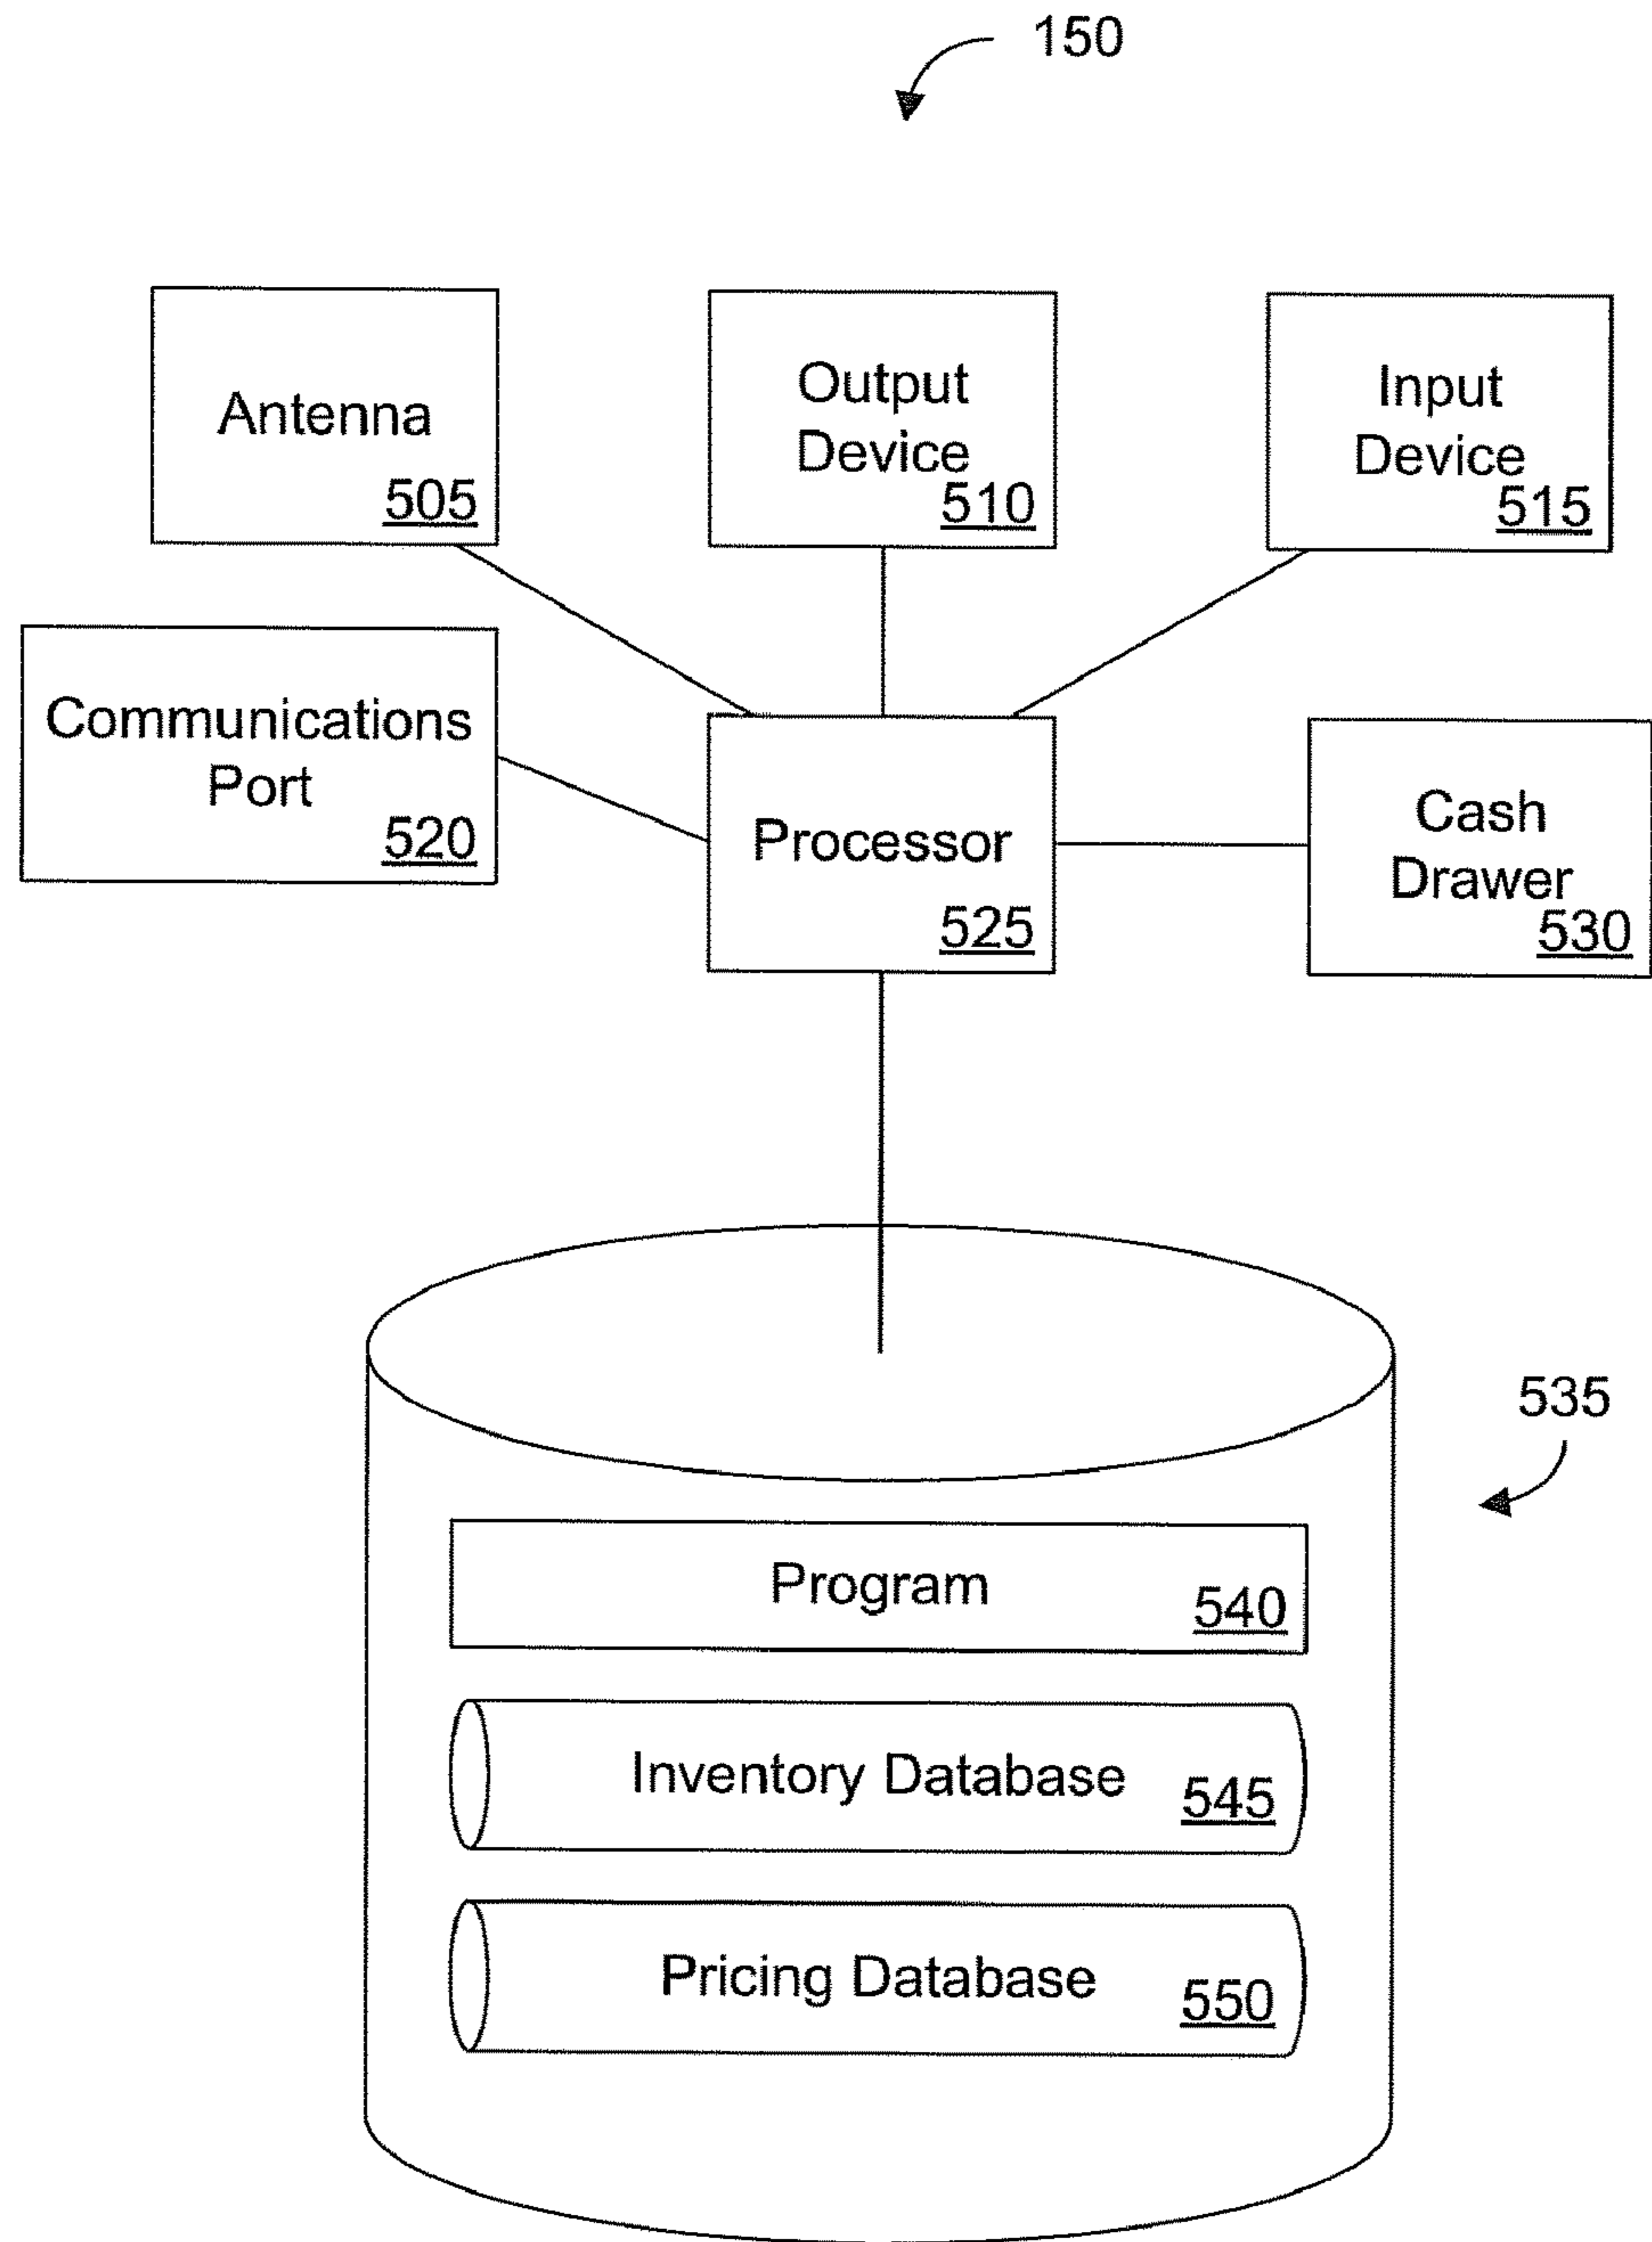 150
Antenna
505
Output
Device
510
Input
Device
515
Communications
Port
520
Processor
525
Cash
Drawer
530
535
Program
540
Inventory Database
545
Pricing Database
550